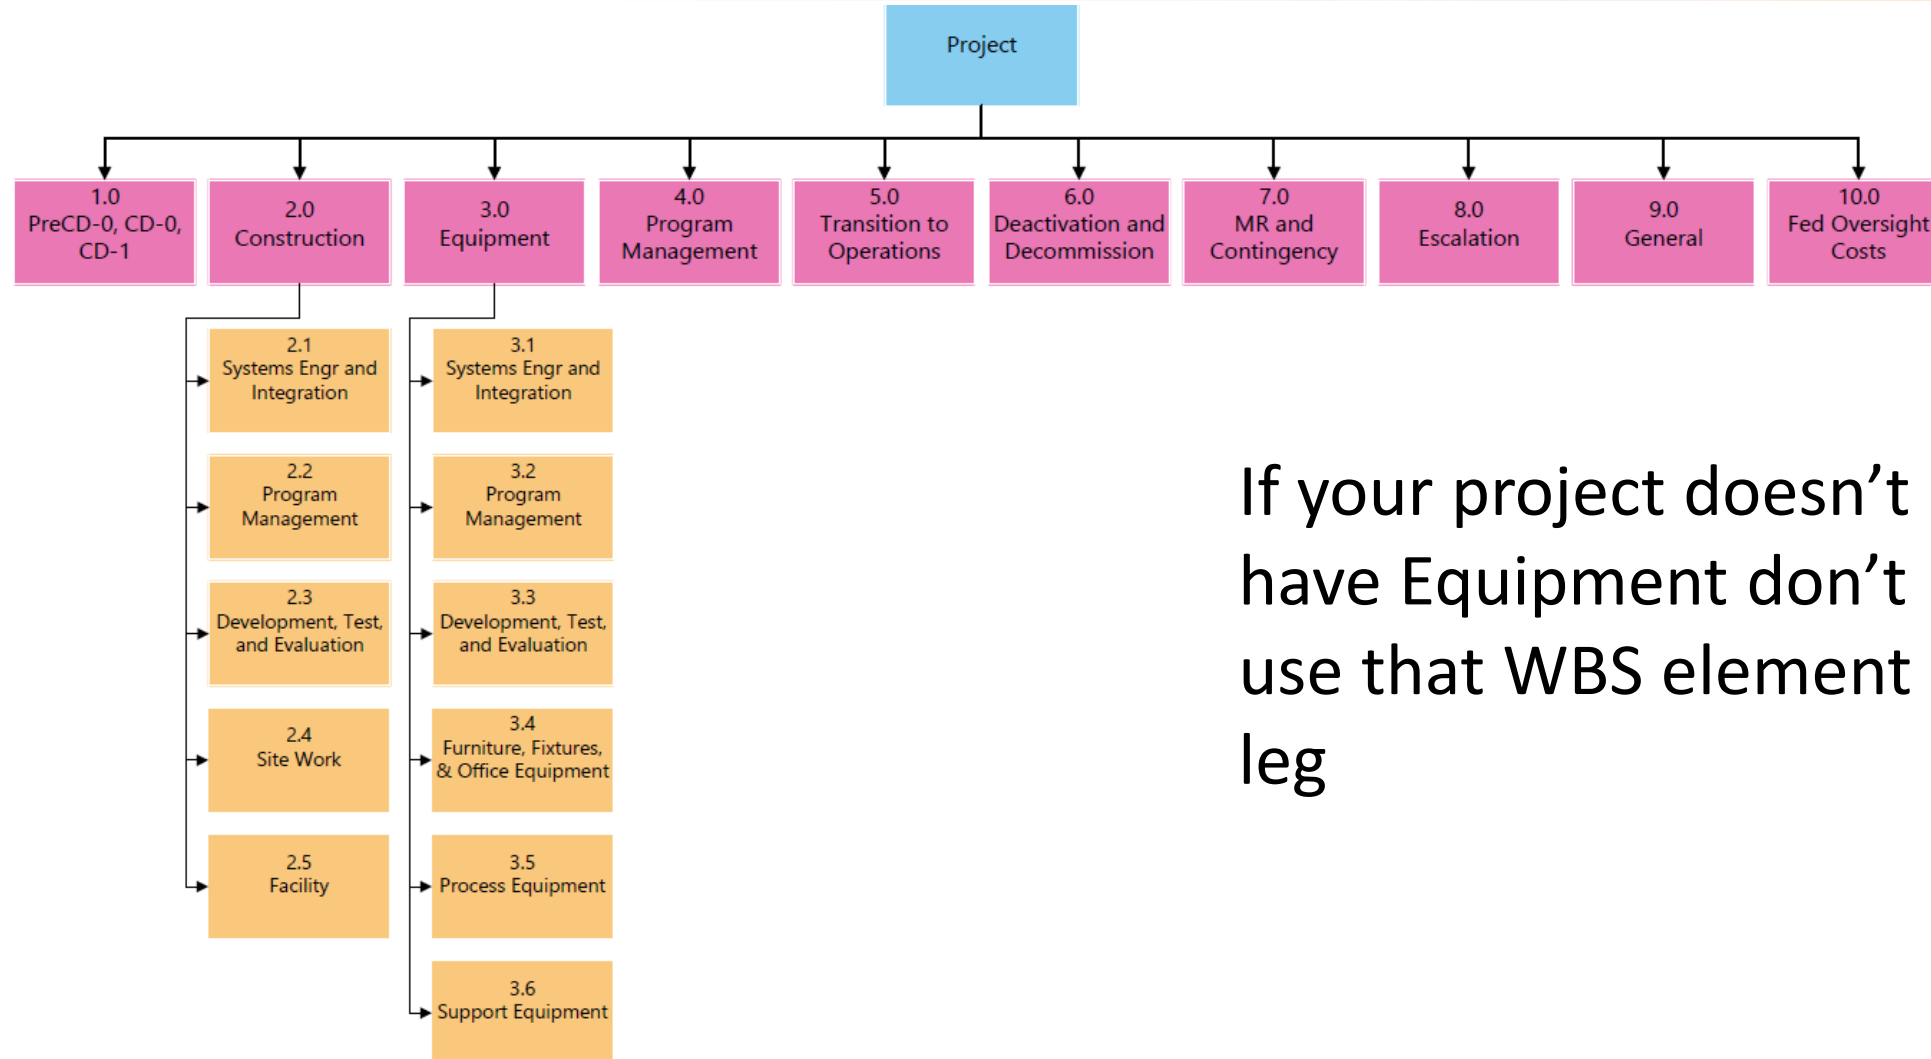 Project
1.0
PreCD-0, CD-0,
CD-1
2.0
Construction
3.0
Equipment
4.0
Program
Management
5.0
Transition to
Operations
6.0
Deactivation and
Decommission
7.0
MR and
Contingency
8.0
Escalation
9.0
General
10.0
Fed Oversight
Costs
2.1
Systems Engr and
Integration
2.2
Program
Management
2.3
Development, Test,
and Evaluation
2.4
Site Work
2.5
Facility
3.1
Systems Engr and
Integration
3.2
Program
Management
3.3
Development, Test,
and Evaluation
3.4
Furniture, Fixtures,
& Office Equipment
3.5
Process Equipment
3.6
Support Equipment
If your project doesn’t
have Equipment don’t
use that WBS element
leg